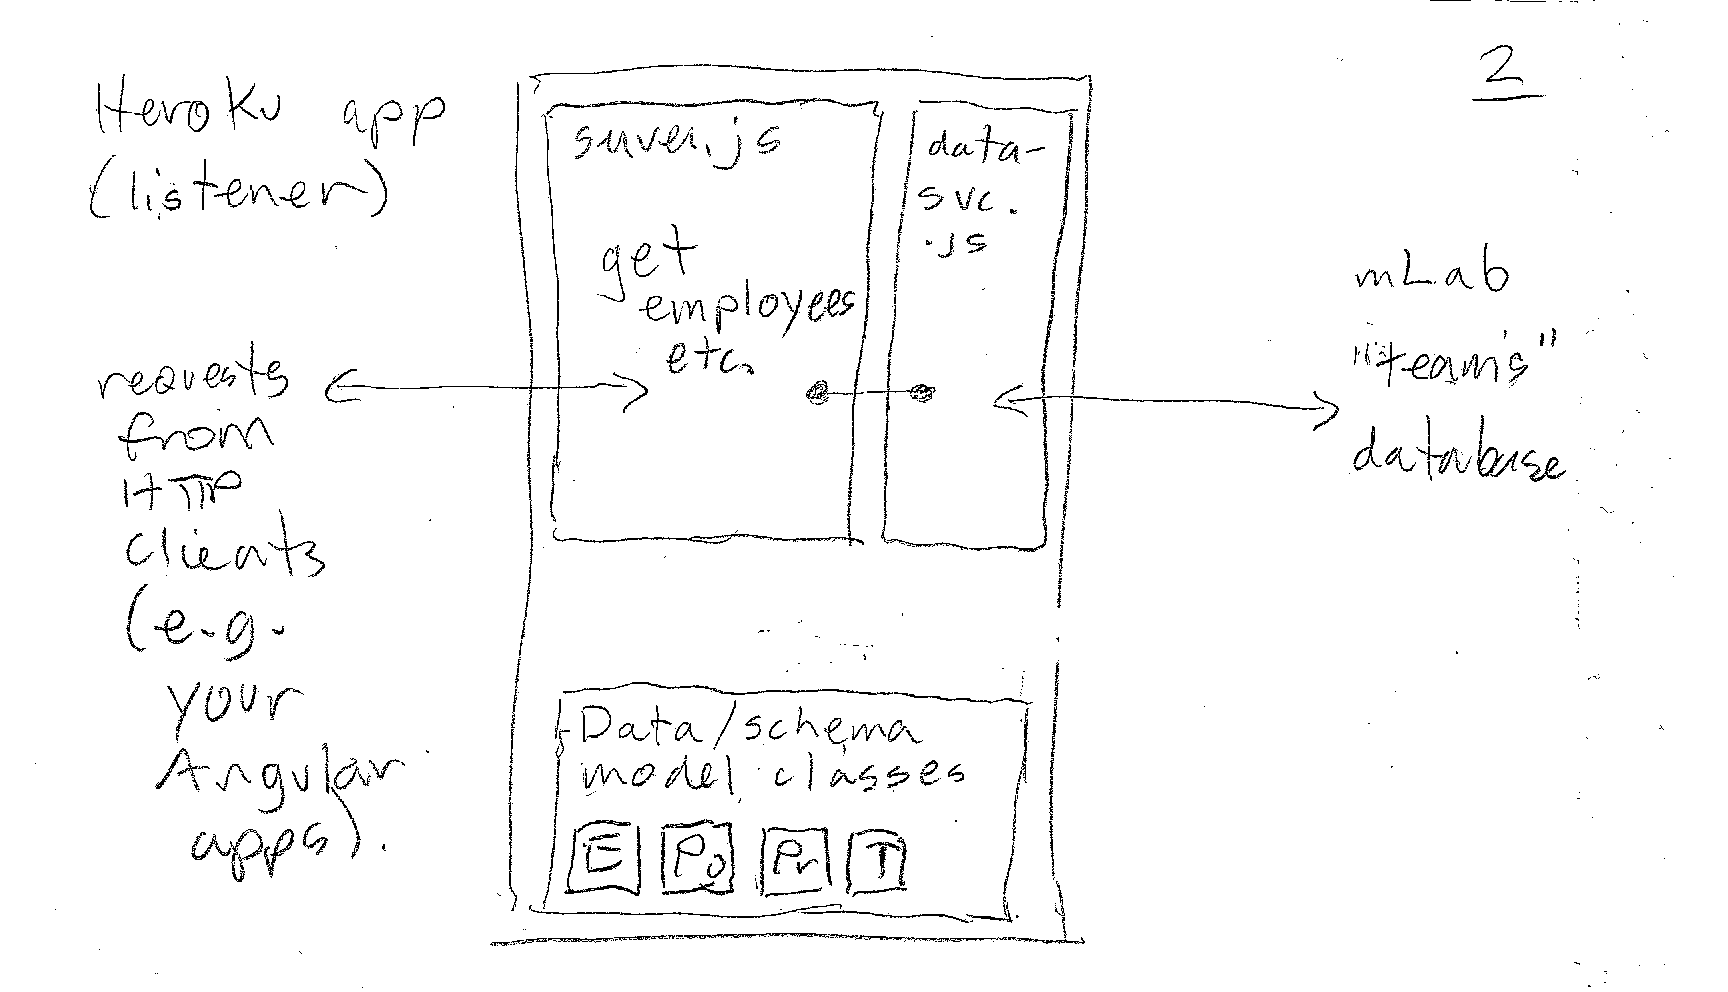 2
Heroku app
(listener)
requests
from
HTTP
clients
(e.g.
your
Angular
apps).
server.js
get
employees
etc.
data-
svc.
.js
mLab
"teams"
database
Data/schema
model classes
E Po Pr T